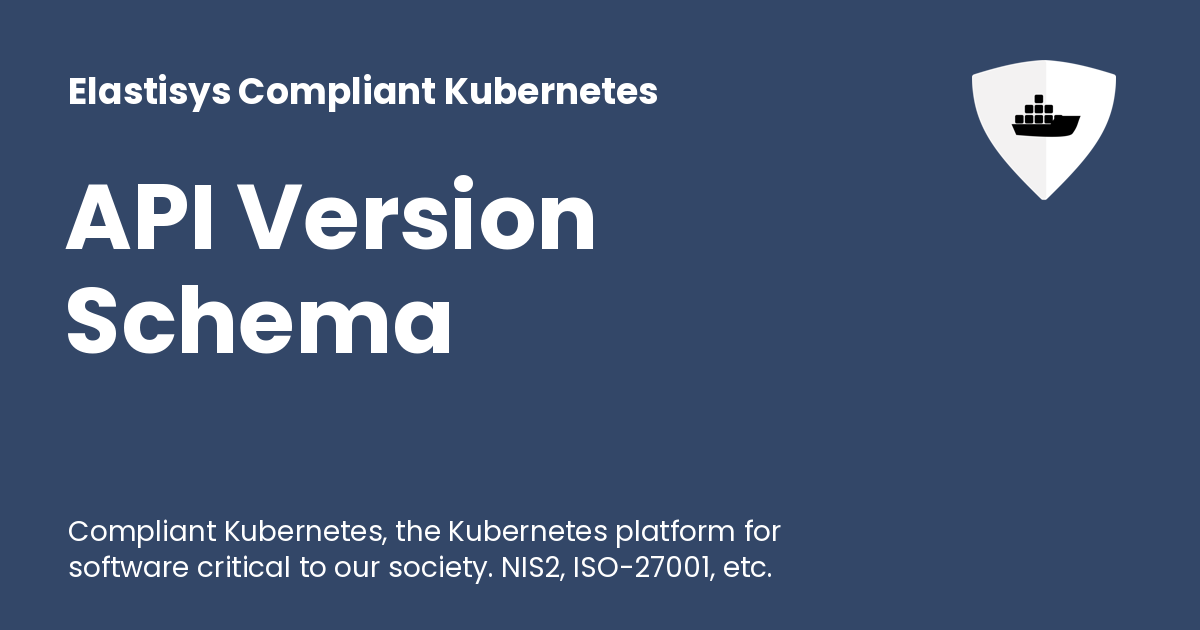 Elastisys Compliant Kubernetes
API Version
Schema
Compliant Kubernetes, the Kubernetes platform for
software critical to our society. NIS2, ISO-27001, etc.